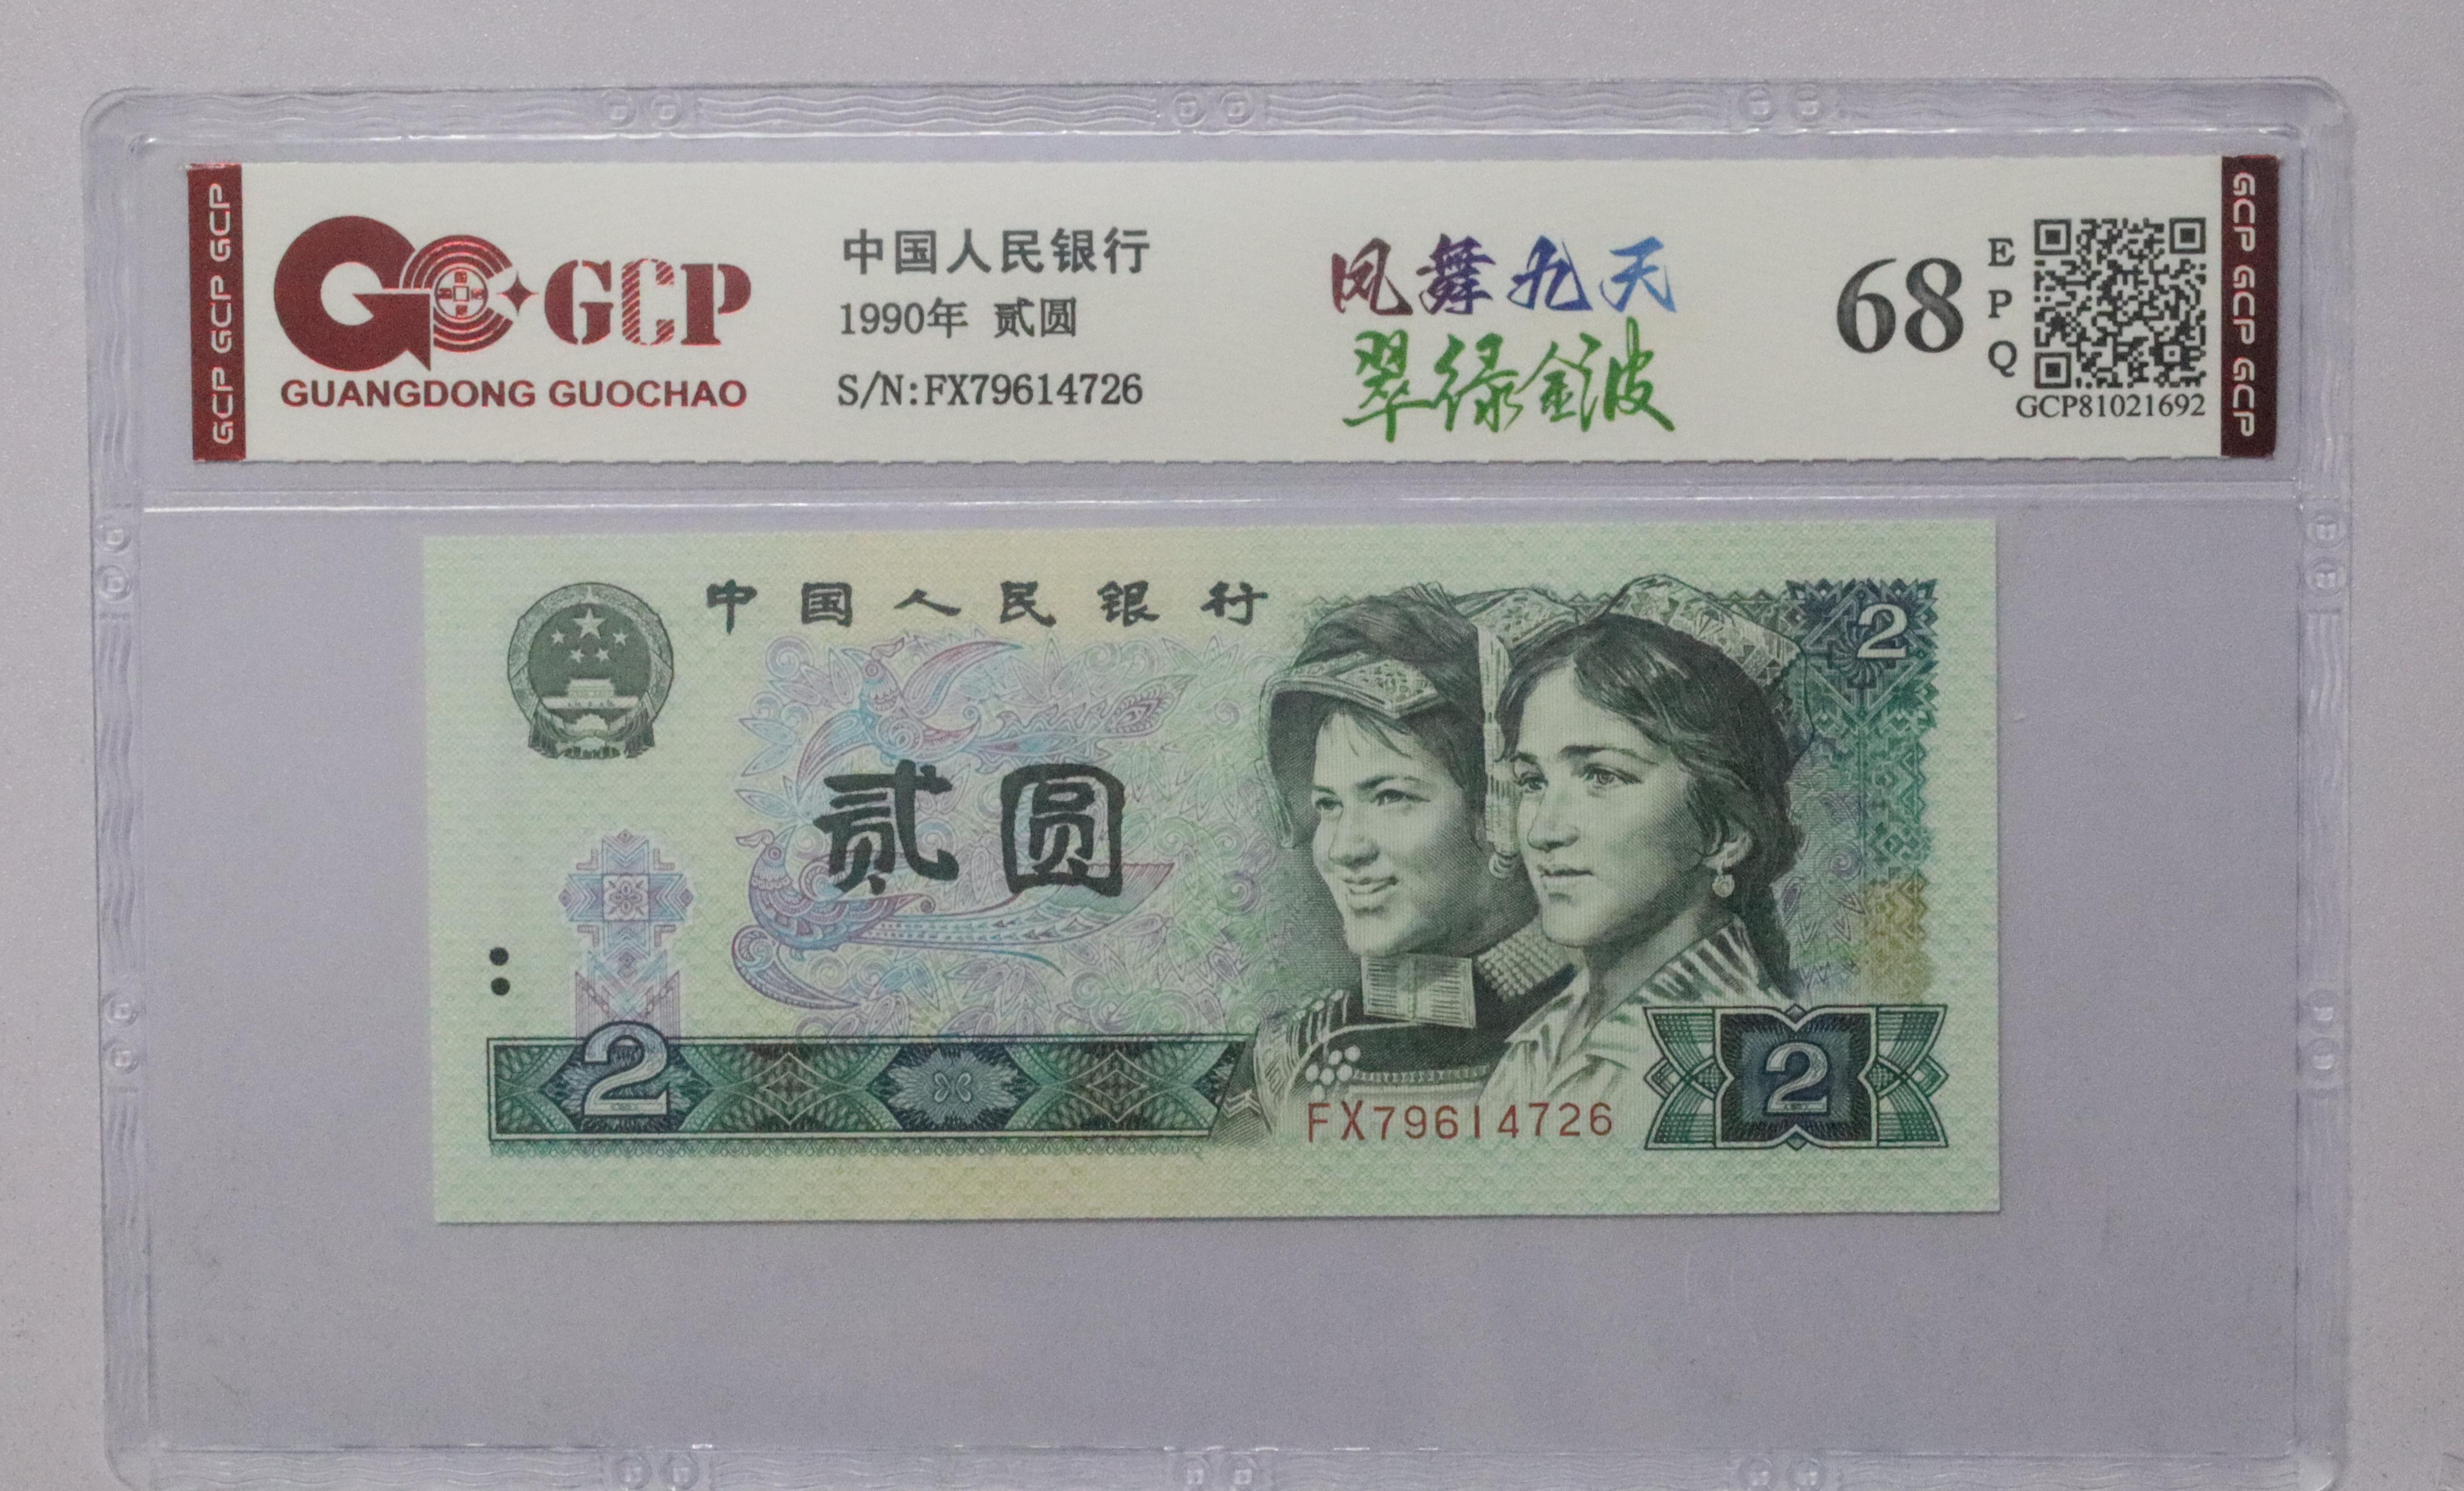 GCP GCP GCP
GCP
GUANGDONG GUOCHAO
中国人民银行
1990年 贰圆
S/N:FX79614726
凤舞九天
翠绿金波
68
EPQ
GCP81021692
GCP GCP GCP
中国人民银行
2
贰圆
2
FX79614726
2